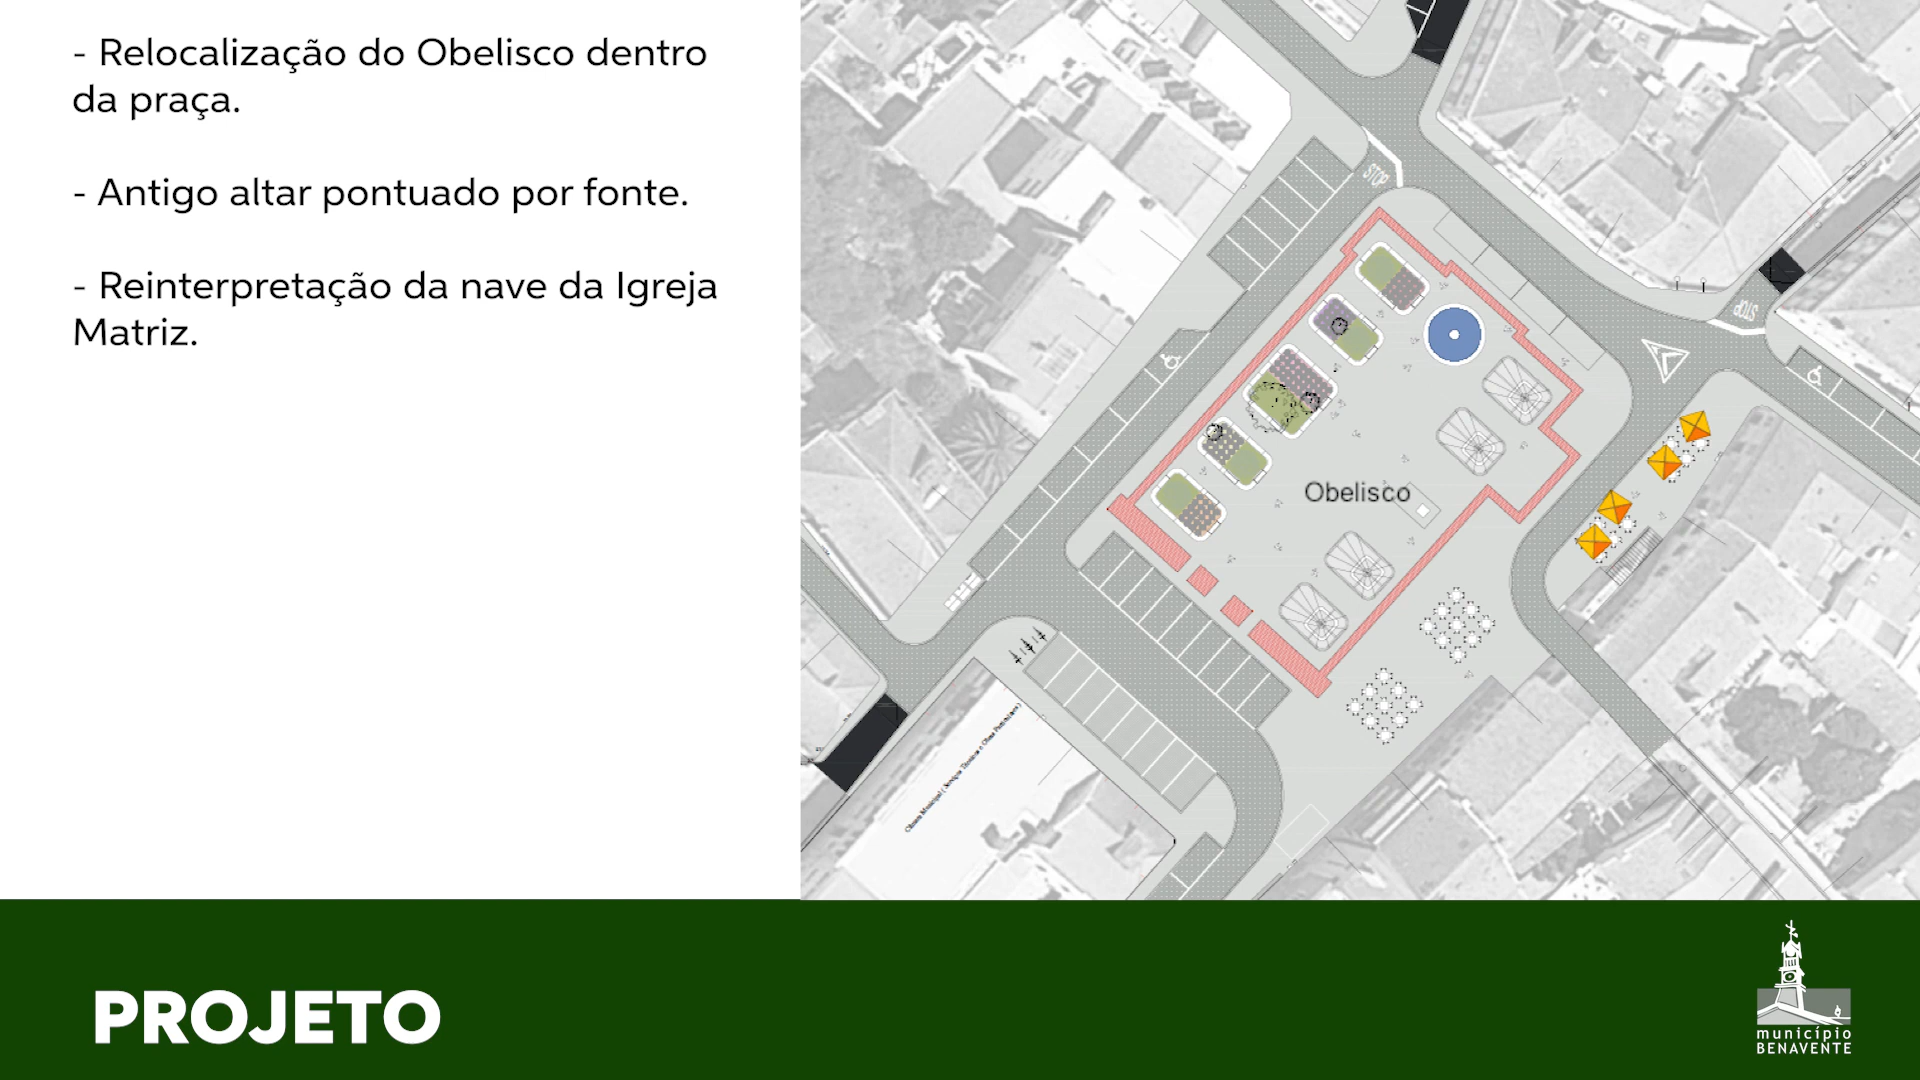 - Relocalização do Obelisco dentro
da praça.
- Antigo altar pontuado por fonte.
- Reinterpretação da nave da Igreja
Matriz.
STOP
STOP
Obelisco
PROJETO
município
BENAVENTE